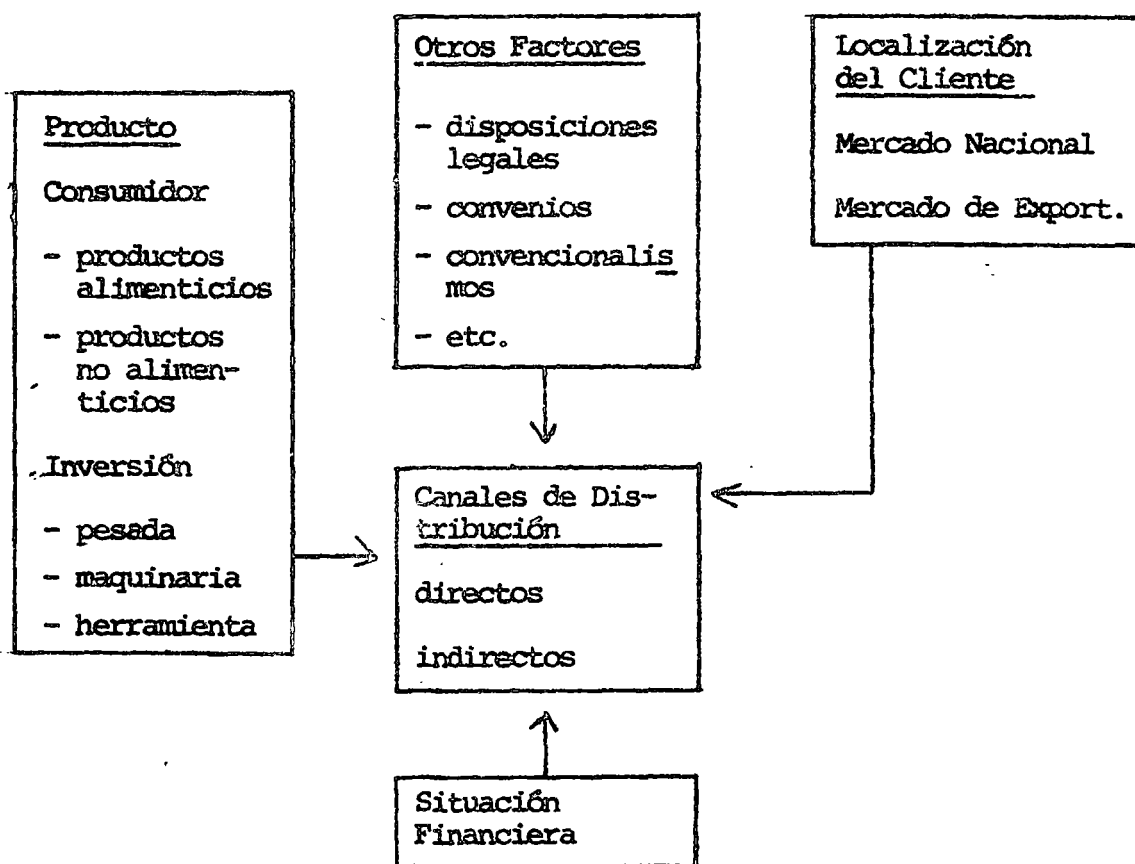 Otros Factores
- disposiciones
legales
- convenios
- convencionalis
mos
- etc.
Localización
del Cliente
Mercado Nacional
Mercado de Export.
Producto
Consumidor
- productos
alimenticios
- productos
no alimen-
ticios
Inversión
- pesada
- maquinaria
- herramienta
Canales de Dis-
tribución
directos
indirectos
Situación
Financiera